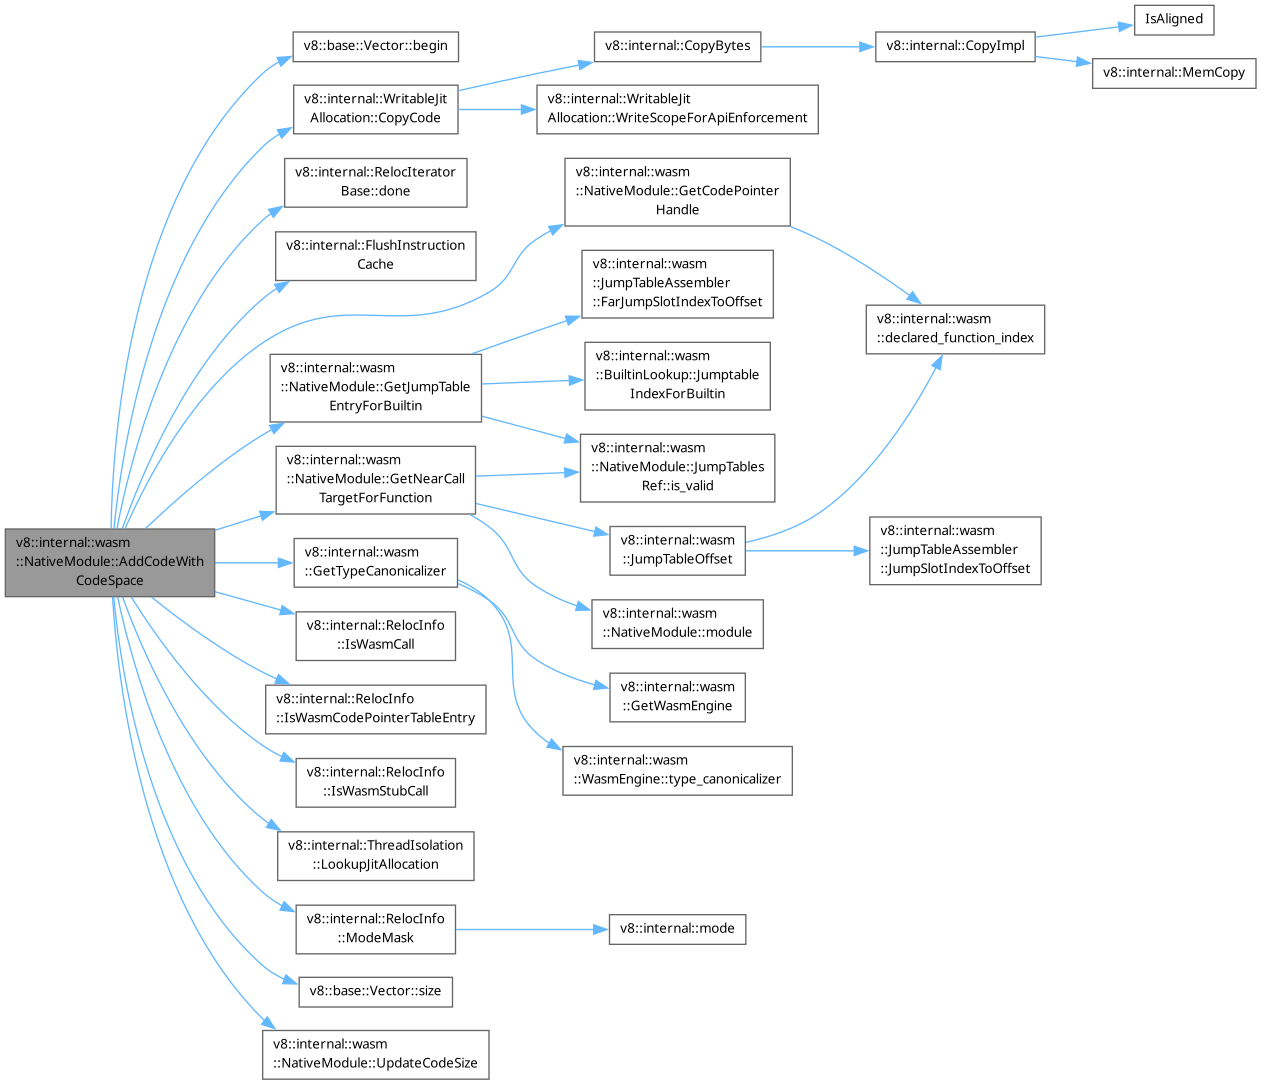 v8::internal::wasm
::NativeModule::AddCodeWith
CodeSpace
v8::base::Vector::begin
v8::internal::WritableJit
Allocation::CopyCode
v8::internal::RelocIterator
Base::done
v8::internal::FlushInstruction
Cache
v8::internal::wasm
::NativeModule::GetJumpTable
EntryForBuiltin
v8::internal::wasm
::NativeModule::GetNearCall
TargetForFunction
v8::internal::wasm
::GetTypeCanonicalizer
v8::internal::RelocInfo
::IsWasmCall
v8::internal::RelocInfo
::IsWasmCodePointerTableEntry
v8::internal::RelocInfo
::IsWasmStubCall
v8::internal::ThreadIsolation
::LookupJitAllocation
v8::internal::RelocInfo
::ModeMask
v8::base::Vector::size
v8::internal::wasm
::NativeModule::UpdateCodeSize
v8::internal::CopyBytes
v8::internal::WritableJit
Allocation::WriteScopeForApiEnforcement
v8::internal::wasm
::NativeModule::GetCodePointer
Handle
v8::internal::wasm
::JumpTableAssembler
::FarJumpSlotIndexToOffset
v8::internal::wasm
::BuiltinLookup::Jumptable
IndexForBuiltin
v8::internal::wasm
::NativeModule::JumpTables
Ref::is_valid
v8::internal::wasm
::JumpTableOffset
v8::internal::wasm
::NativeModule::module
v8::internal::wasm
::GetWasmEngine
v8::internal::wasm
::WasmEngine::type_canonicalizer
v8::internal::mode
v8::internal::CopyImpl
v8::internal::wasm
::declared_function_index
v8::internal::wasm
::JumpTableAssembler
::JumpSlotIndexToOffset
IsAligned
v8::internal::MemCopy